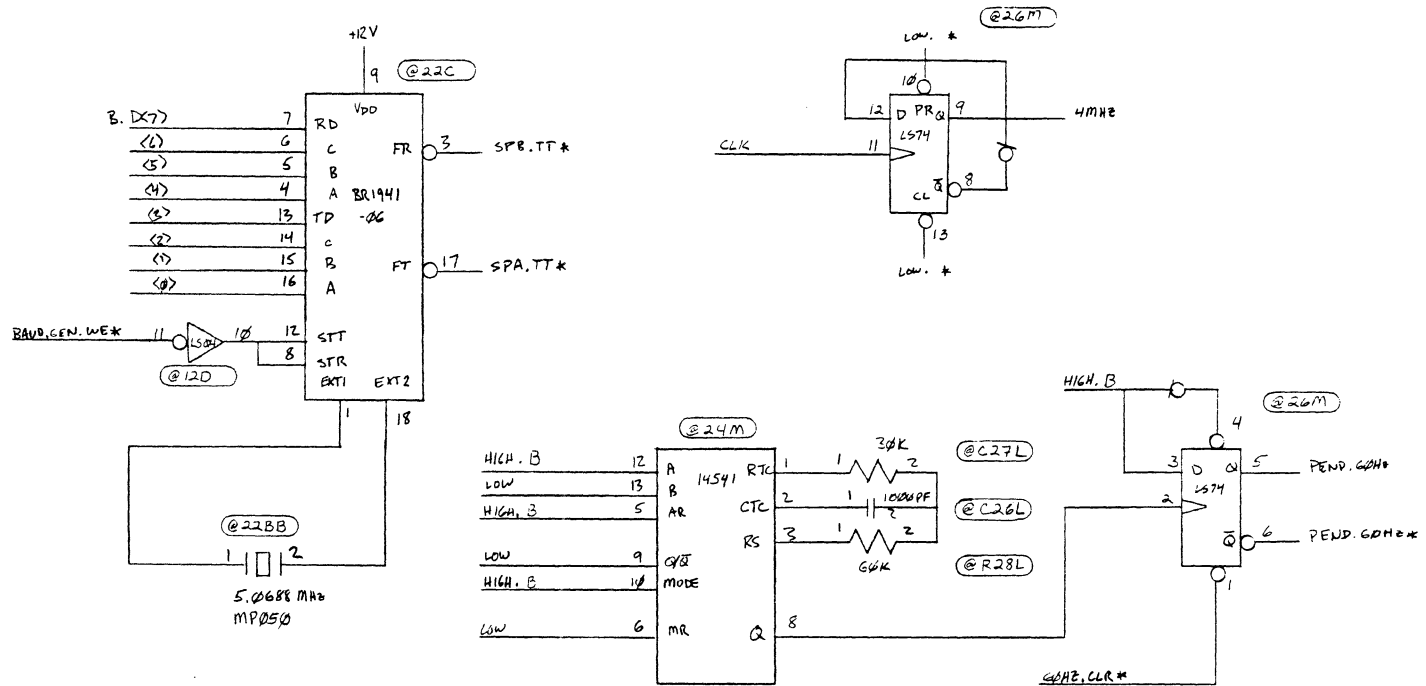 +12V
9
@22C
VDD
B. D<7> 7 RD
<6> 6 C
<5> 5 B
<4> 4 A
<3> 13 TD
<2> 14 C
<1> 15 B
<0> 16 A
BR1941
-06
FR 3 SPB.TT*
FT 17 SPA.TT*
BAUD.GEN.WE* 11 LS04 10
@12D
12 STT
8 STR
EXT1 EXT2
1 18
@22BB
1 2
5.0688 MHz
MP050
@26M
LOW. *
10
12 D PR Q 9 4MHZ
LS74
CLK 11
CL Q̅ 8
13
LOW. *
@24M
14541
HIGH.B 12 A
LOW 13 B
HIGH.B 5 AR
LOW 9 Q/Q̅
HIGH.B 10 MODE
LOW 6 MR
RTC 1 1 30K 2 @C27L
CTC 2 1 1000PF 2 @C26L
RS 3 1 60K 2 @R28L
Q 8
HIGH.B
@26M
4
3 D Q 5 PEND.60HZ
LS74
2
Q̅ 6 PEND.60HZ*
1
60HZ.CLR*